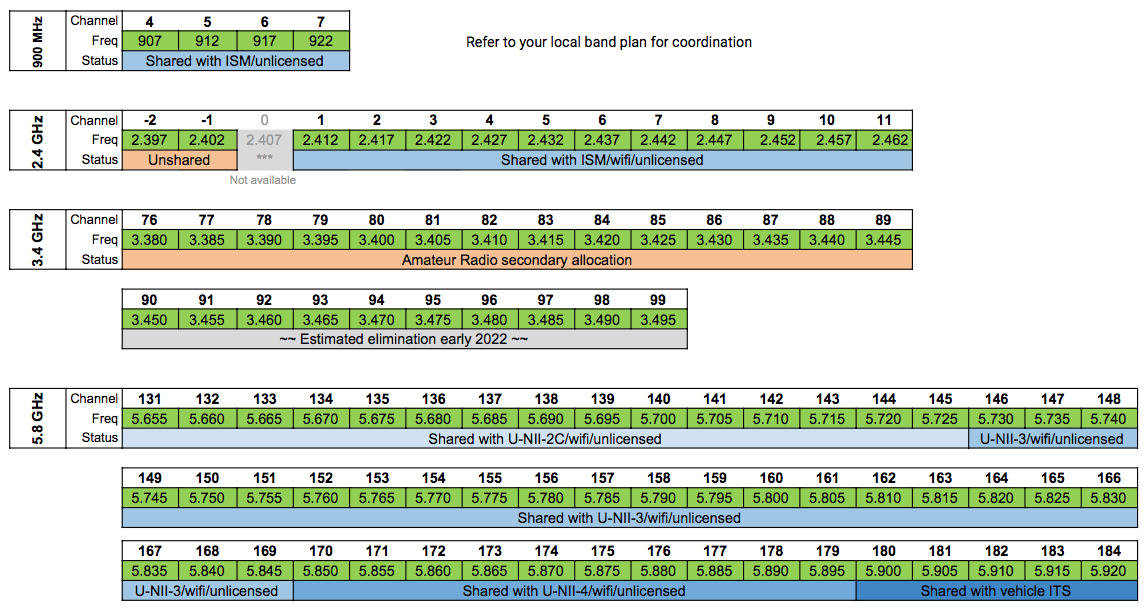 900 MHz
Channel 4 5 6 7
Freq 907 912 917 922
Status Shared with ISM/unlicensed
Refer to your local band plan for coordination
2.4 GHz
Channel -2 -1 0 1 2 3 4 5 6 7 8 9 10 11
Freq 2.397 2.402 2.407 2.412 2.417 2.422 2.427 2.432 2.437 2.442 2.447 2.452 2.457 2.462
Status Unshared *** Shared with ISM/wifi/unlicensed
Not available
3.4 GHz
Channel 76 77 78 79 80 81 82 83 84 85 86 87 88 89
Freq 3.380 3.385 3.390 3.395 3.400 3.405 3.410 3.415 3.420 3.425 3.430 3.435 3.440 3.445
Status Amateur Radio secondary allocation
90 91 92 93 94 95 96 97 98 99
3.450 3.455 3.460 3.465 3.470 3.475 3.480 3.485 3.490 3.495
~~ Estimated elimination early 2022 ~~
5.8 GHz
Channel 131 132 133 134 135 136 137 138 139 140 141 142 143 144 145 146 147 148
Freq 5.655 5.660 5.665 5.670 5.675 5.680 5.685 5.690 5.695 5.700 5.705 5.710 5.715 5.720 5.725 5.730 5.735 5.740
Status Shared with U-NII-2C/wifi/unlicensed U-NII-3/wifi/unlicensed
149 150 151 152 153 154 155 156 157 158 159 160 161 162 163 164 165 166
5.745 5.750 5.755 5.760 5.765 5.770 5.775 5.780 5.785 5.790 5.795 5.800 5.805 5.810 5.815 5.820 5.825 5.830
Shared with U-NII-3/wifi/unlicensed
167 168 169 170 171 172 173 174 175 176 177 178 179 180 181 182 183 184
5.835 5.840 5.845 5.850 5.855 5.860 5.865 5.870 5.875 5.880 5.885 5.890 5.895 5.900 5.905 5.910 5.915 5.920
U-NII-3/wifi/unlicensed Shared with U-NII-4/wifi/unlicensed Shared with vehicle ITS